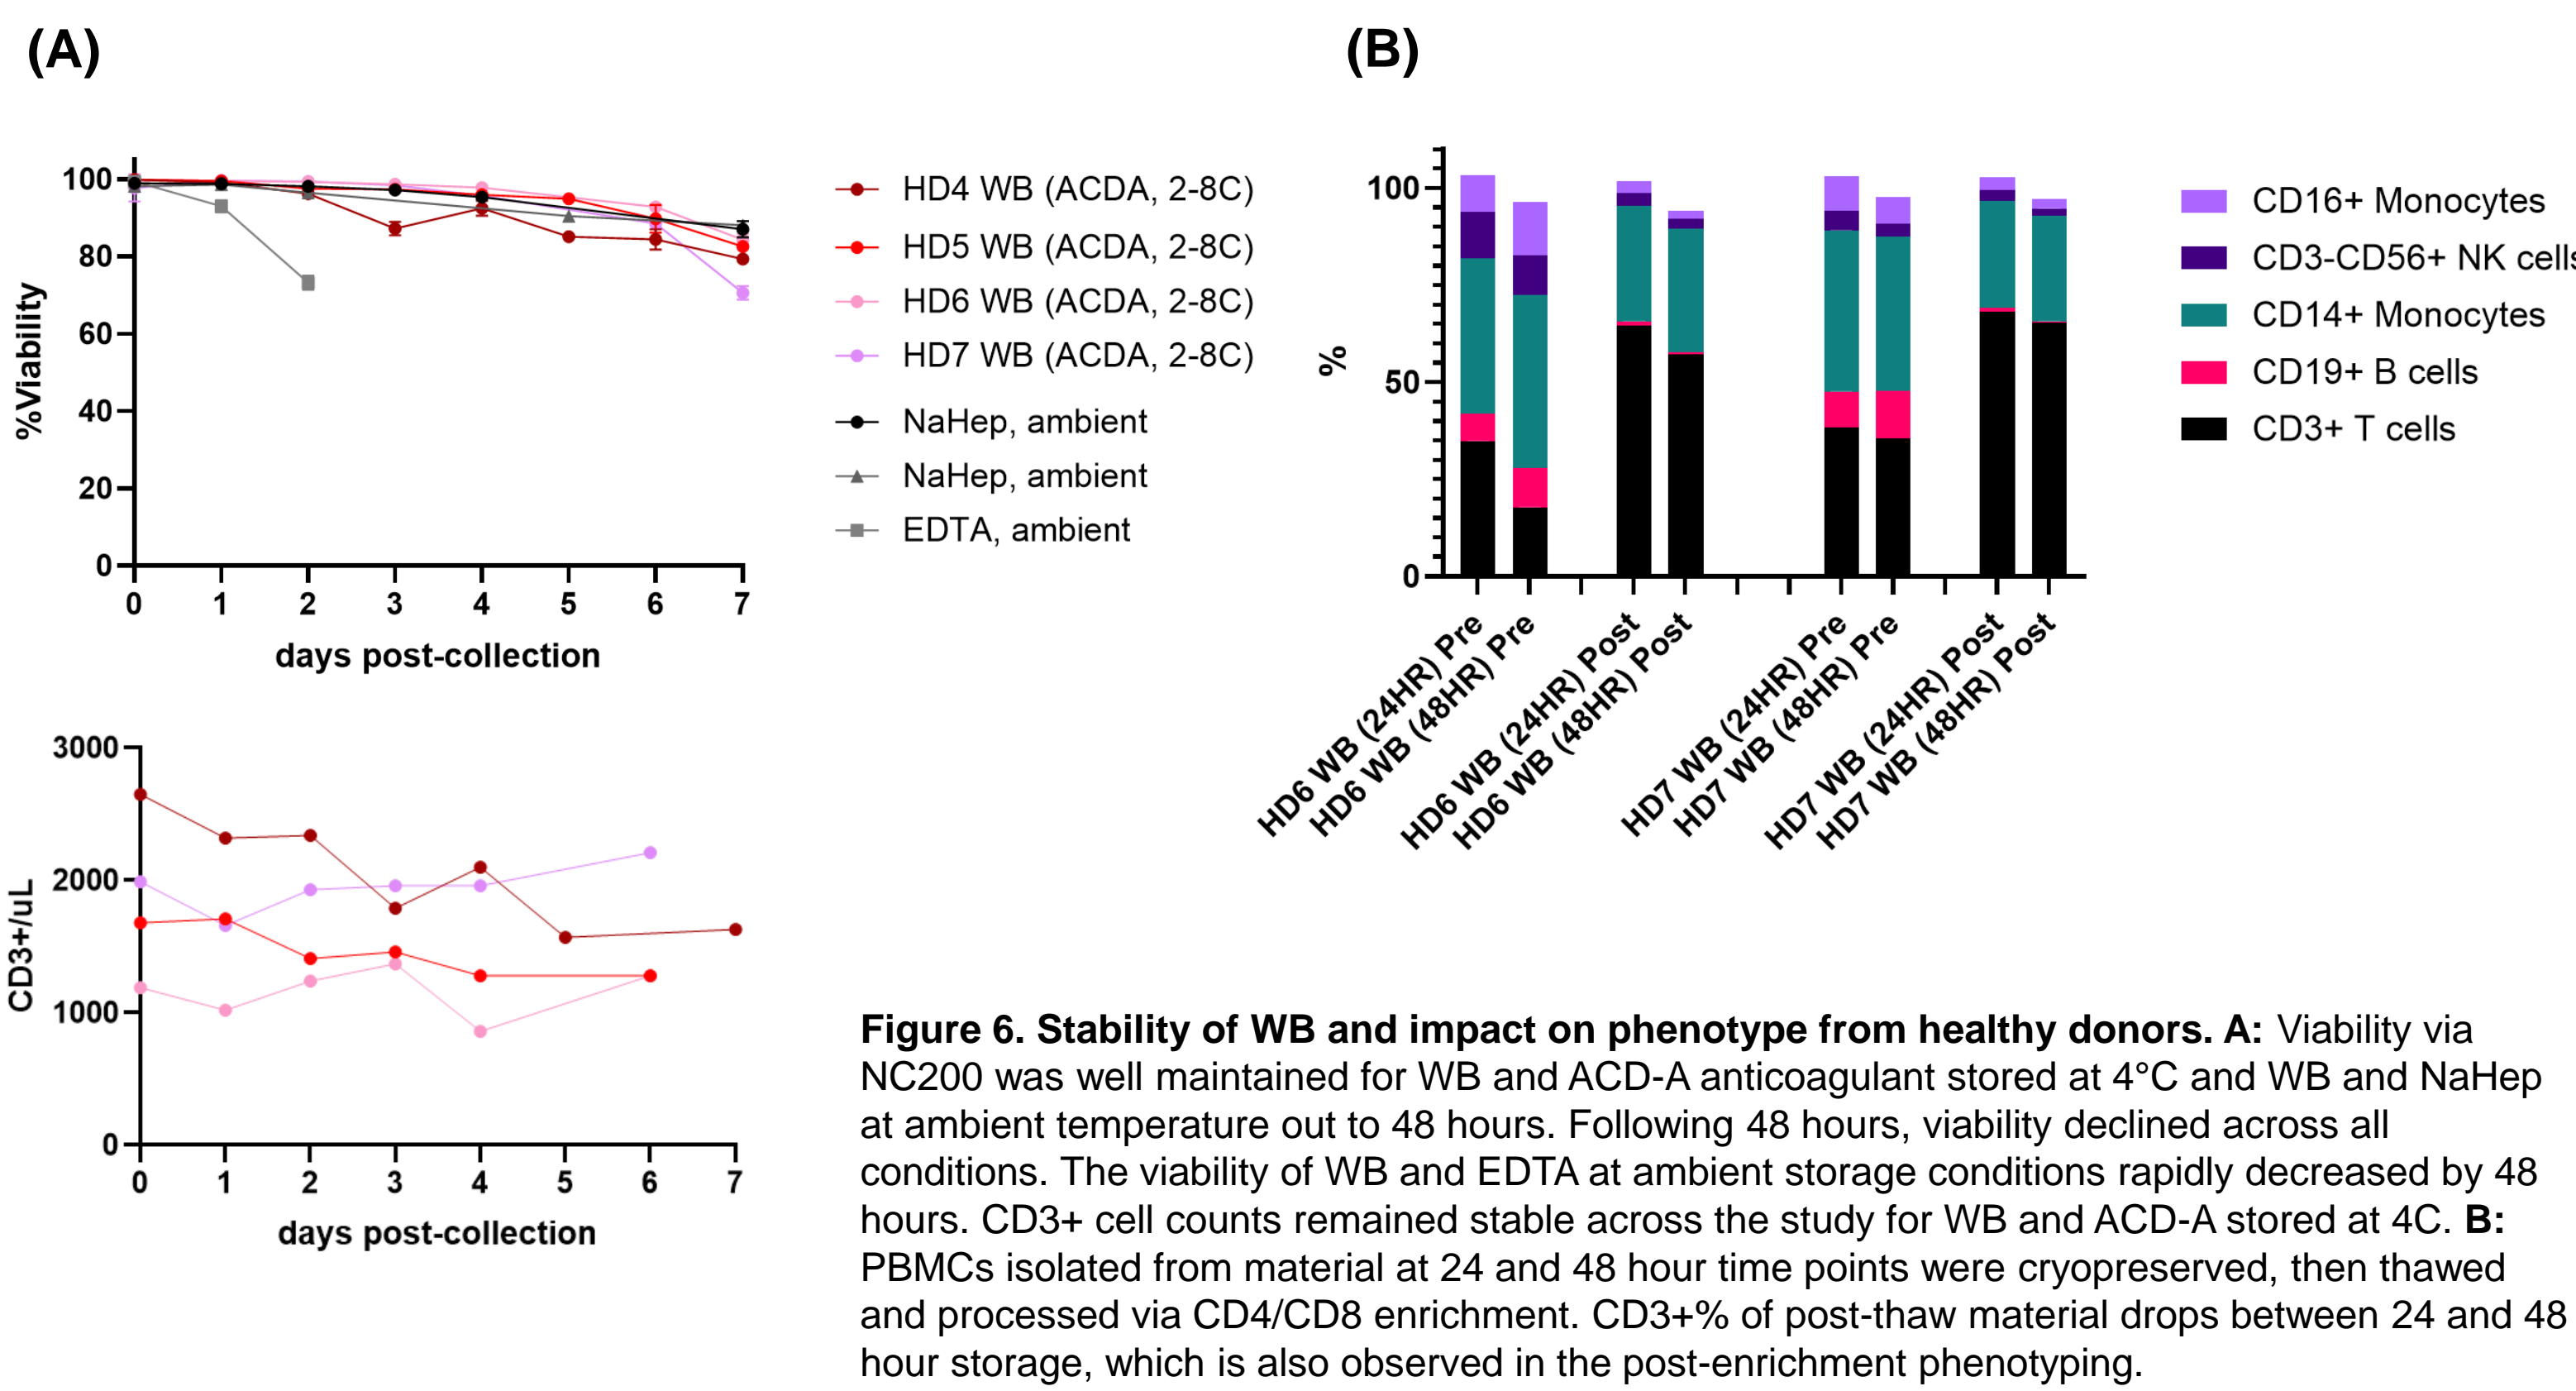 (A)
%Viability
100
80
60
40
20
0
0 1 2 3 4 5 6 7
days post-collection
HD4 WB (ACDA, 2-8C)
HD5 WB (ACDA, 2-8C)
HD6 WB (ACDA, 2-8C)
HD7 WB (ACDA, 2-8C)
NaHep, ambient
NaHep, ambient
EDTA, ambient
CD3+/uL
3000
2000
1000
0
0 1 2 3 4 5 6 7
days post-collection
(B)
%
100
50
0
HD6 WB (24HR) Pre
HD6 WB (48HR) Pre
HD6 WB (24HR) Post
HD6 WB (48HR) Post
HD7 WB (24HR) Pre
HD7 WB (48HR) Pre
HD7 WB (24HR) Post
HD7 WB (48HR) Post
CD16+ Monocytes
CD3-CD56+ NK cells
CD14+ Monocytes
CD19+ B cells
CD3+ T cells
Figure 6. Stability of WB and impact on phenotype from healthy donors. A: Viability via
NC200 was well maintained for WB and ACD-A anticoagulant stored at 4°C and WB and NaHep
at ambient temperature out to 48 hours. Following 48 hours, viability declined across all
conditions. The viability of WB and EDTA at ambient storage conditions rapidly decreased by 48
hours. CD3+ cell counts remained stable across the study for WB and ACD-A stored at 4C. B:
PBMCs isolated from material at 24 and 48 hour time points were cryopreserved, then thawed
and processed via CD4/CD8 enrichment. CD3+% of post-thaw material drops between 24 and 48
hour storage, which is also observed in the post-enrichment phenotyping.